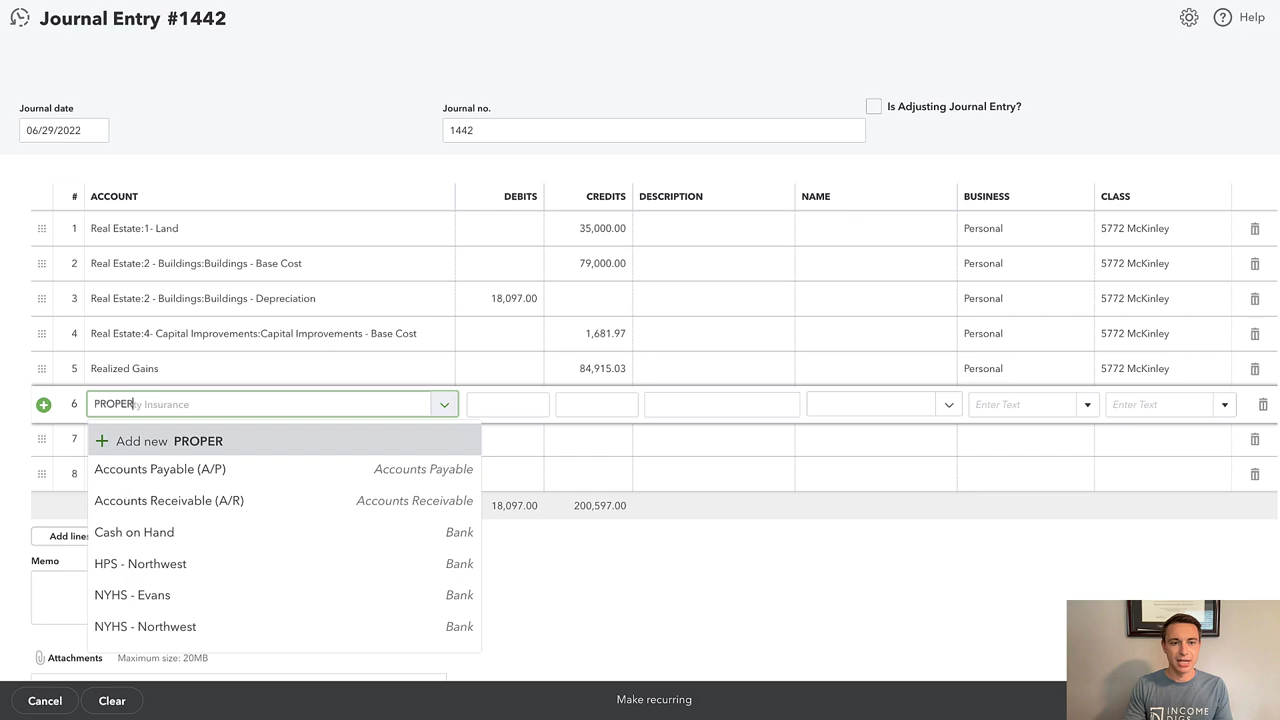 Journal Entry #1442
Help
Journal date
Journal no.
Is Adjusting Journal Entry?
06/29/2022
1442
# ACCOUNT DEBITS CREDITS DESCRIPTION NAME BUSINESS CLASS
1 Real Estate:1- Land 35,000.00 Personal 5772 McKinley
2 Real Estate:2 - Buildings:Buildings - Base Cost 79,000.00 Personal 5772 McKinley
3 Real Estate:2 - Buildings:Buildings - Depreciation 18,097.00 Personal 5772 McKinley
4 Real Estate:4- Capital Improvements:Capital Improvements - Base Cost 1,681.97 Personal 5772 McKinley
5 Realized Gains 84,915.03 Personal 5772 McKinley
6 PROPERty Insurance Enter Text Enter Text
+ Add new PROPER
7
Accounts Payable (A/P) Accounts Payable
8
Accounts Receivable (A/R) Accounts Receivable
18,097.00 200,597.00
Cash on Hand Bank
Add lines
Memo
HPS - Northwest Bank
NYHS - Evans Bank
NYHS - Northwest Bank
Attachments Maximum size: 20MB
Cancel
Clear
Make recurring
INCOME
DIGS